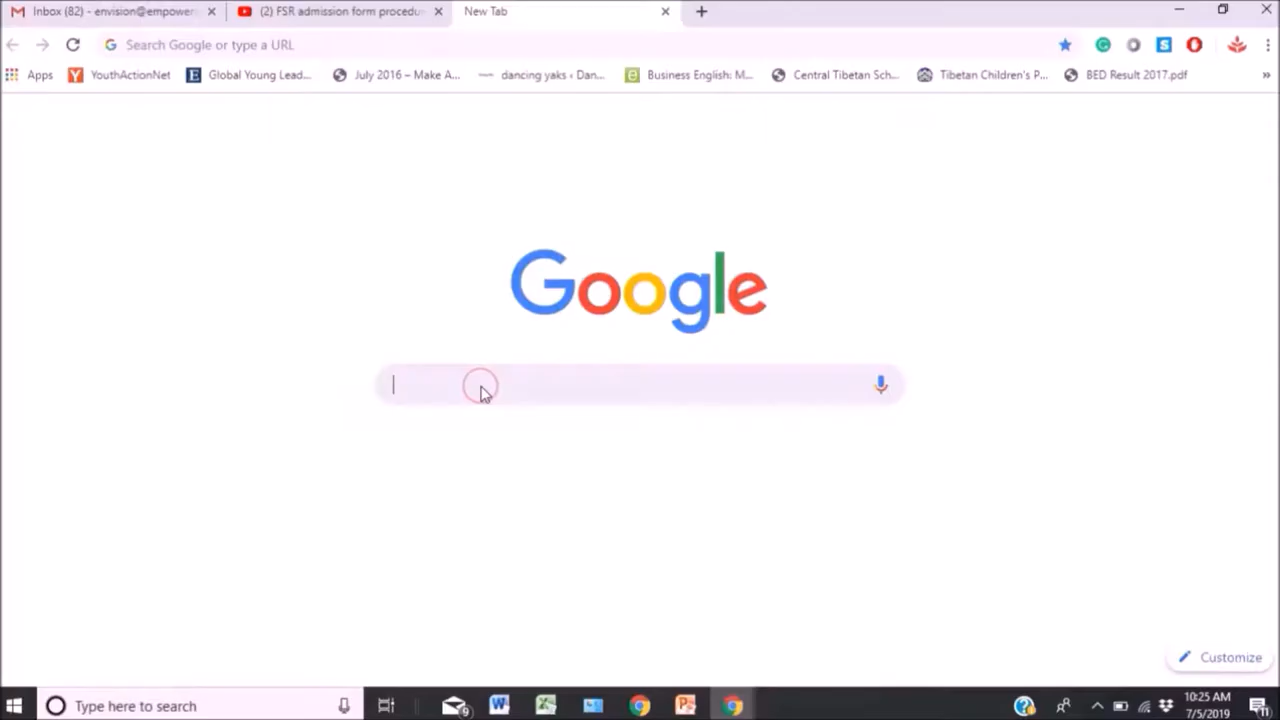 Inbox (82) - envision@empower
(2) FSR admission form procedu
New Tab
Search Google or type a URL
Apps
YouthActionNet
Global Young Lead...
July 2016 – Make A...
dancing yaks ‹ Dan...
Business English: M...
Central Tibetan Sch...
Tibetan Children's P...
BED Result 2017.pdf
Google
Customize
Type here to search
9
10:25 AM
7/5/2019
11